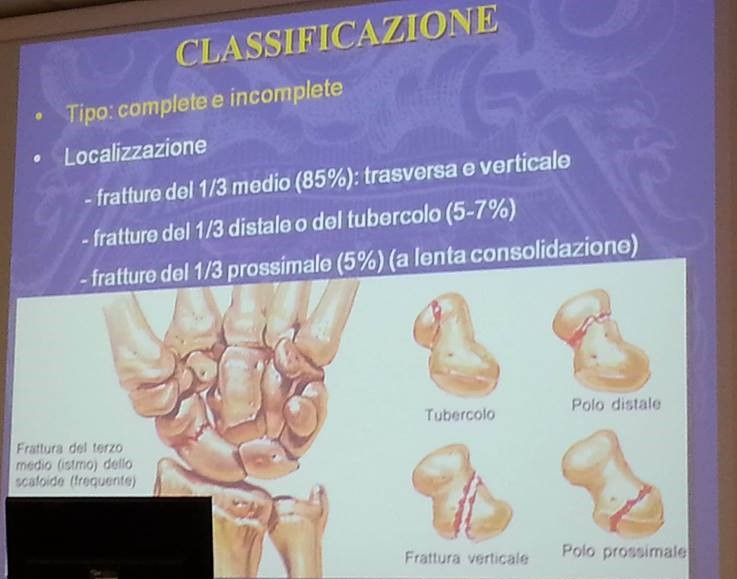 CLASSIFICAZIONE
• Tipo: complete e incomplete
• Localizzazione
- fratture del 1/3 medio (85%): trasversa e verticale
- fratture del 1/3 distale o del tubercolo (5-7%)
- fratture del 1/3 prossimale (5%) (a lenta consolidazione)
Tubercolo
Polo distale
Frattura del terzo
medio (istmo) dello
scafoide (frequente)
Frattura verticale
Polo prossimale